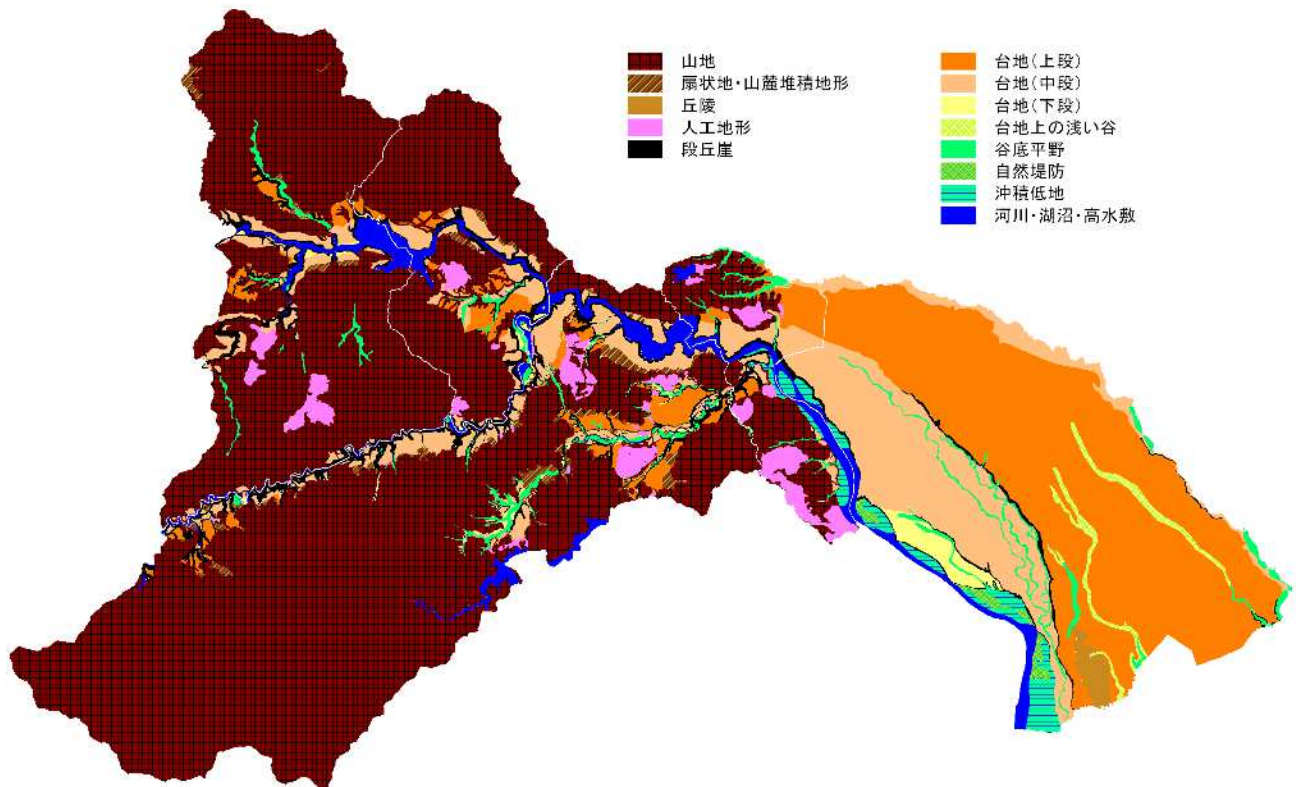 山地
扇状地・山麓堆積地形
丘陵
人工地形
段丘崖
台地(上段)
台地(中段)
台地(下段)
台地上の浅い谷
谷底平野
自然堤防
沖積低地
河川・湖沼・高水敷